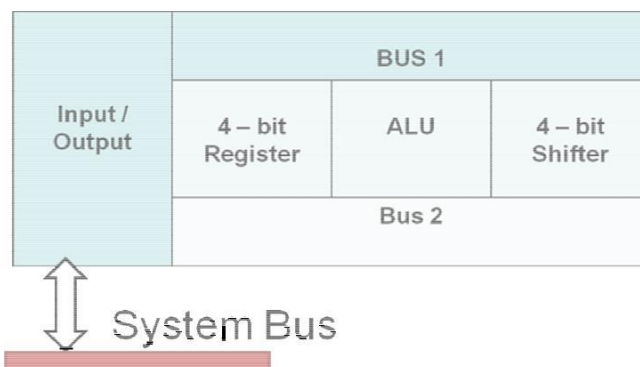 BUS 1
Input /
Output
4 – bit
Register
ALU
4 – bit
Shifter
Bus 2
System Bus